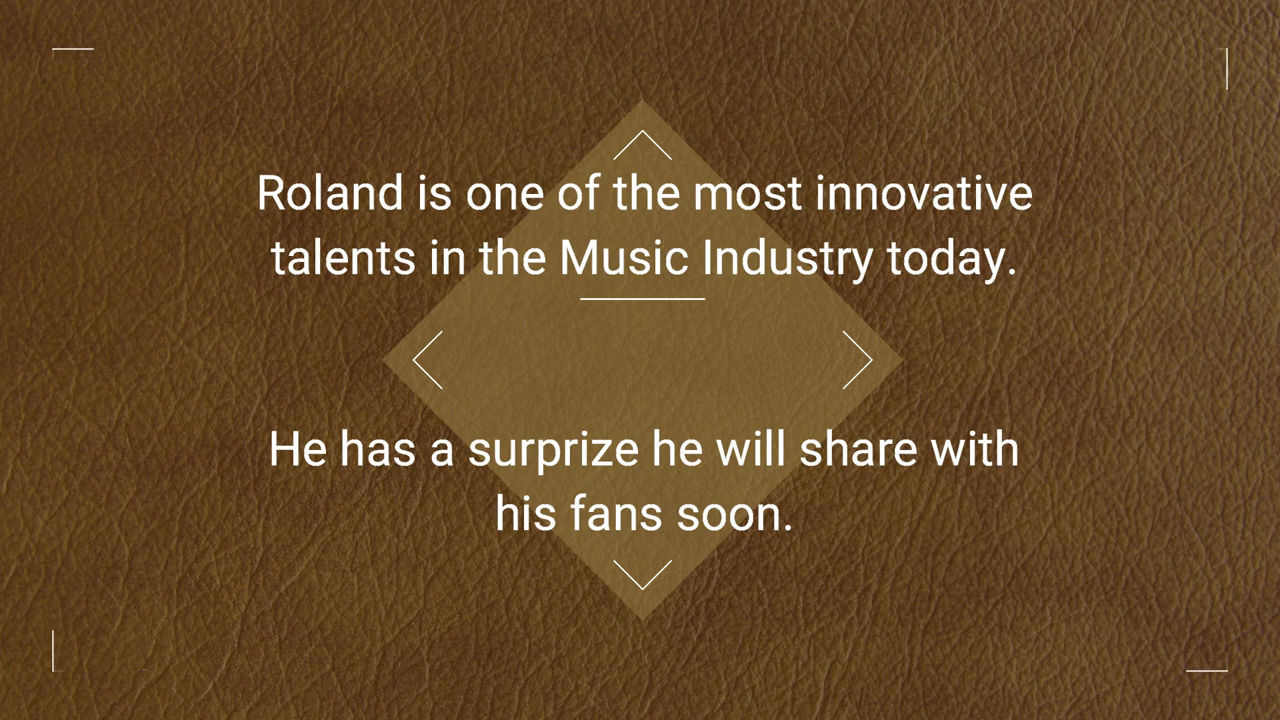 Roland is one of the most innovative
talents in the Music Industry today.
He has a surprize he will share with
his fans soon.